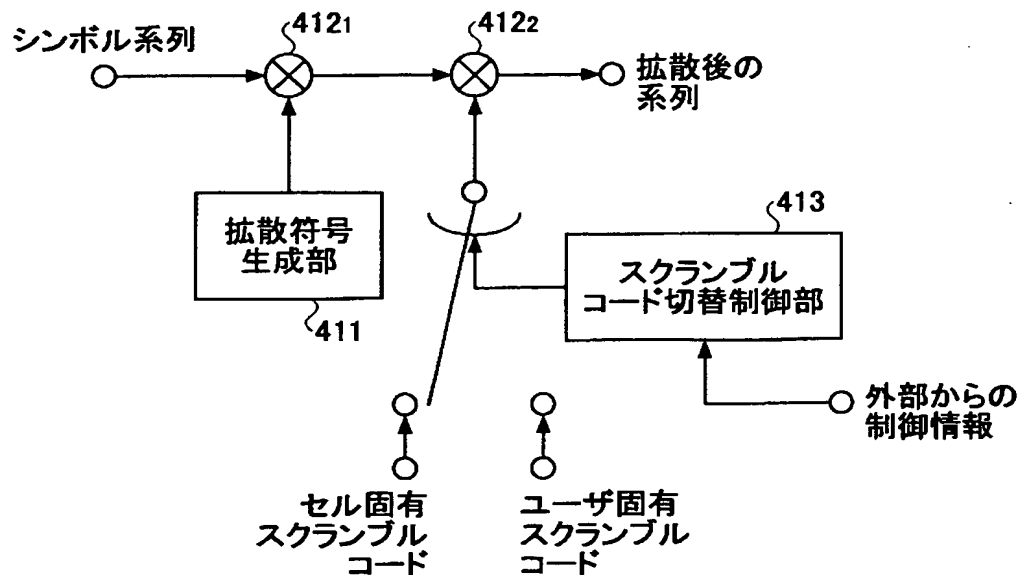 シンボル系列
412₁
412₂
拡散後の
系列
拡散符号
生成部
411
413
スクランブル
コード切替制御部
外部からの
制御情報
セル固有
スクランブル
コード
ユーザ固有
スクランブル
コード